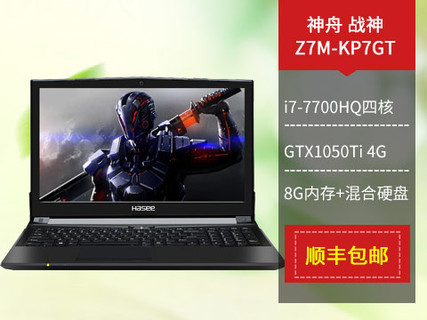 神舟 战神
Z7M-KP7GT
i7-7700HQ四核
GTX1050Ti 4G
8G内存+混合硬盘
顺丰包邮
Hasee